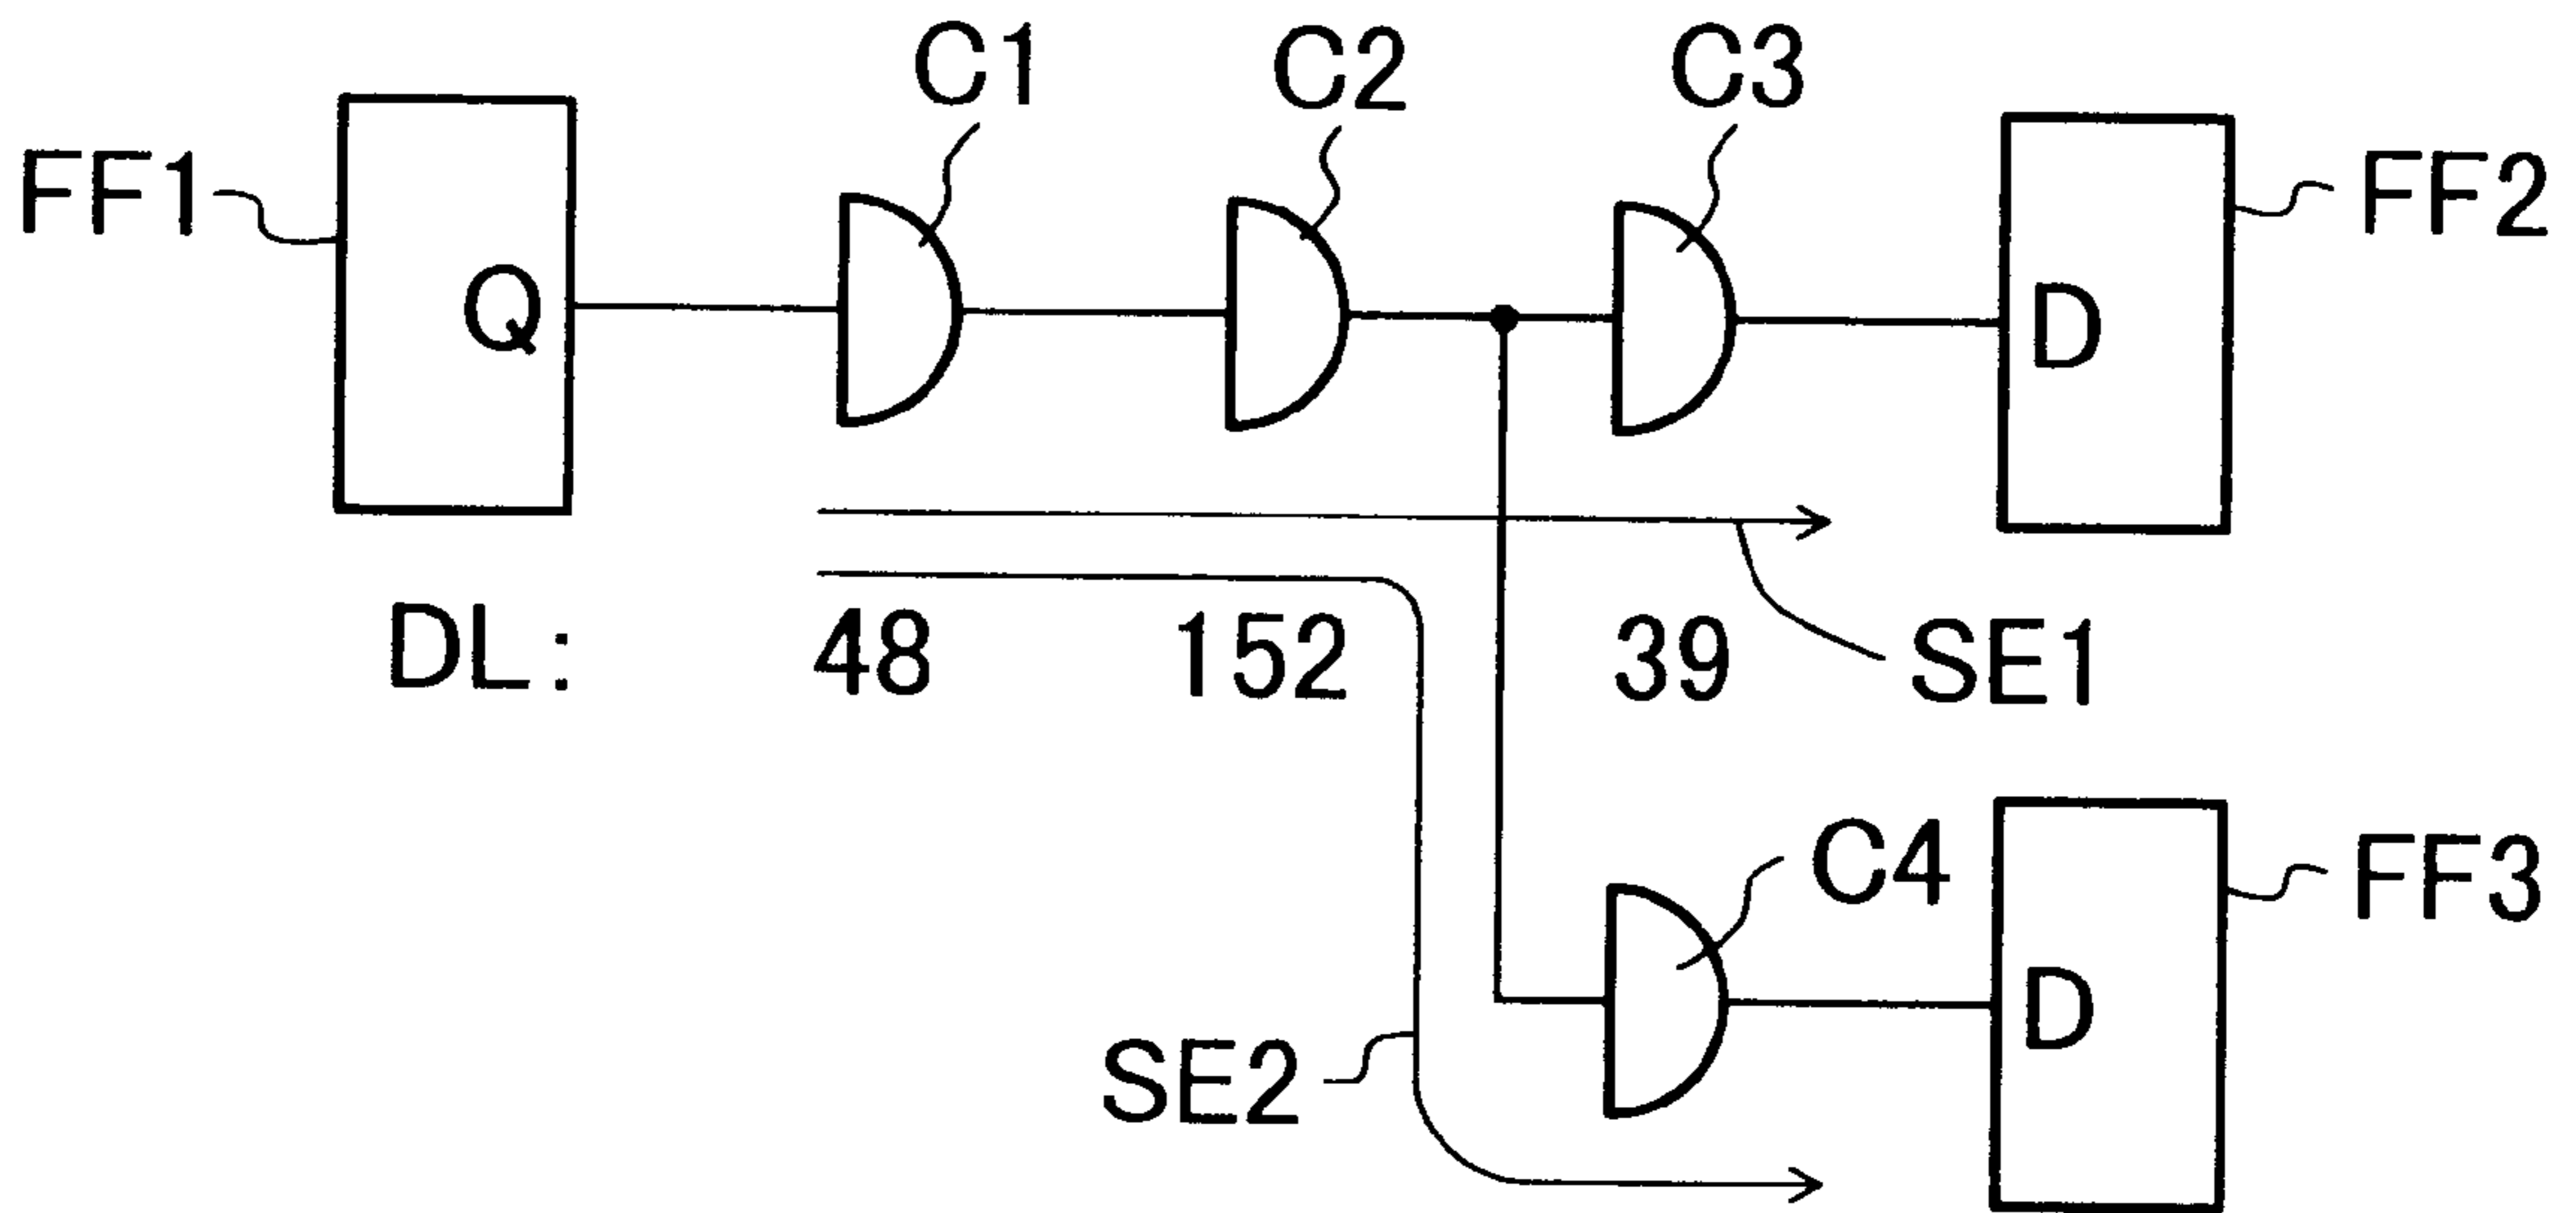 C1 C2 C3
FF1 FF2
Q D
DL: 48 152 39 SE1
C4 FF3
D
SE2